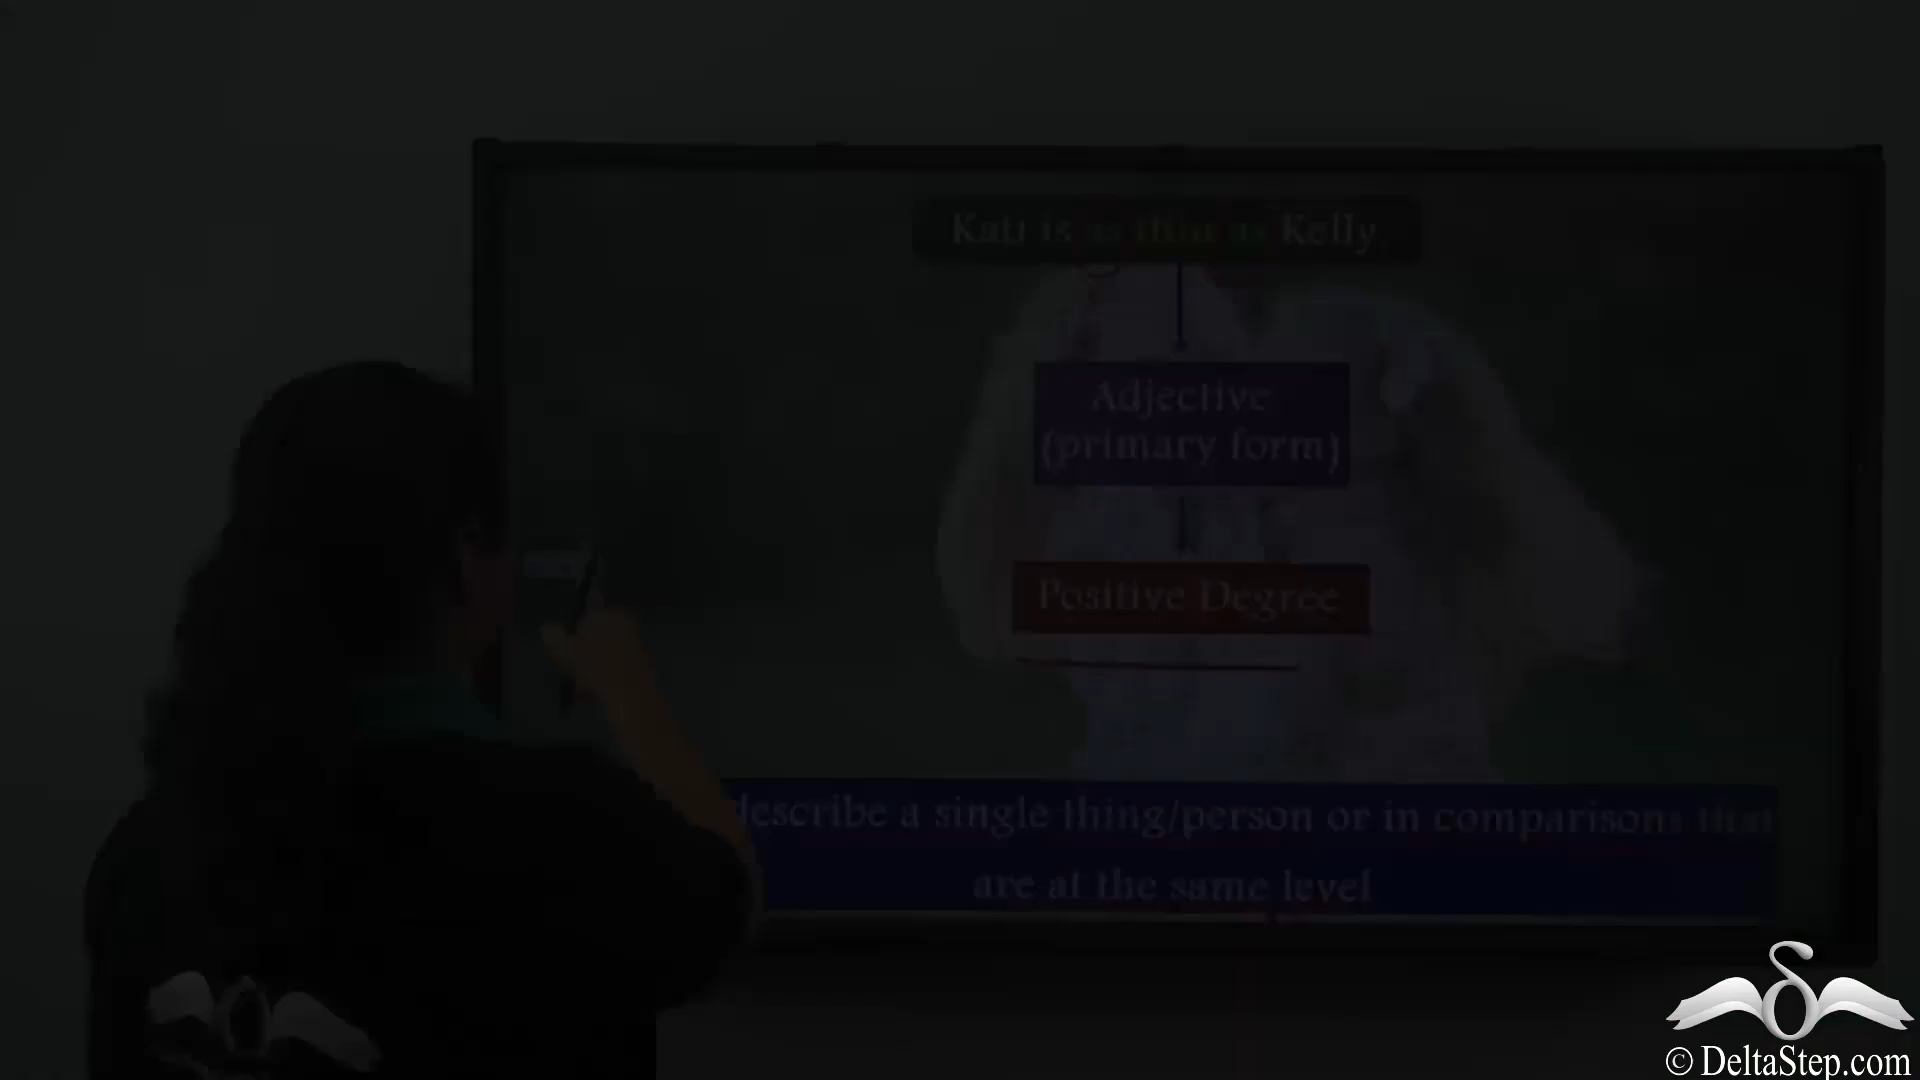 Kati is as thin as Kelly
Adjective
(primary form)
Positive Degree
describe a single thing/person or in comparisons that
are at the same level
© DeltaStep.com